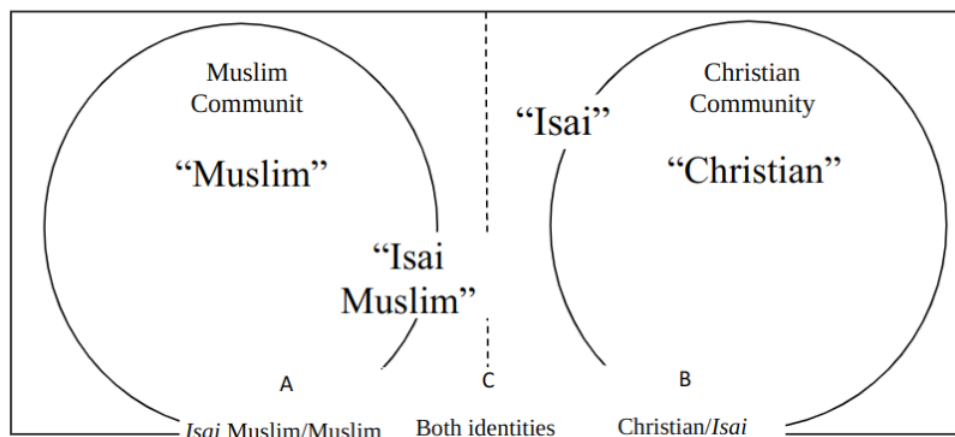 Muslim
Communit
“Muslim”
“Isai
Muslim”
Christian
Community
“Isai”
“Christian”
A
C
B
Isai Muslim/Muslim
Both identities
Christian/Isai